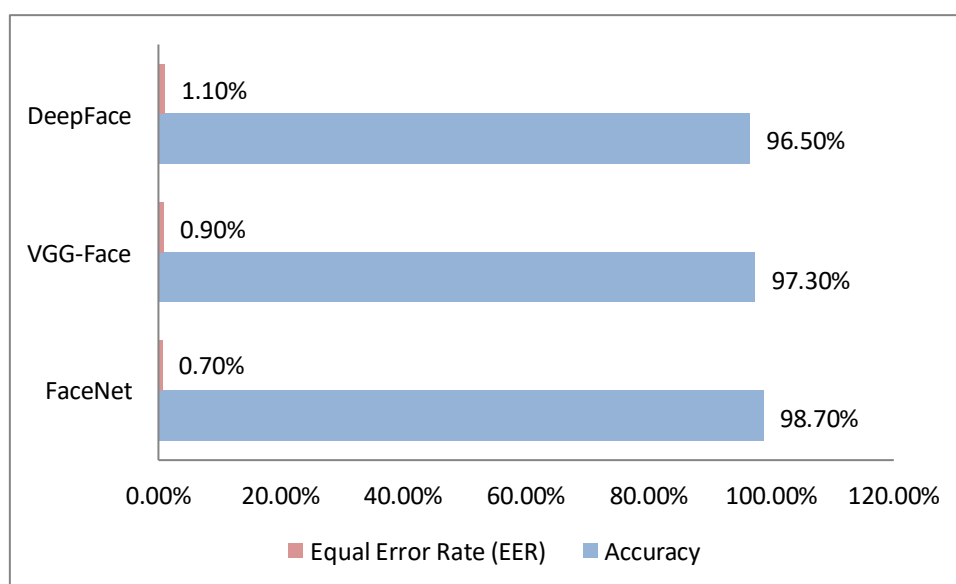 DeepFace
1.10%
96.50%
VGG-Face
0.90%
97.30%
FaceNet
0.70%
98.70%
0.00% 20.00% 40.00% 60.00% 80.00% 100.00% 120.00%
Equal Error Rate (EER) Accuracy